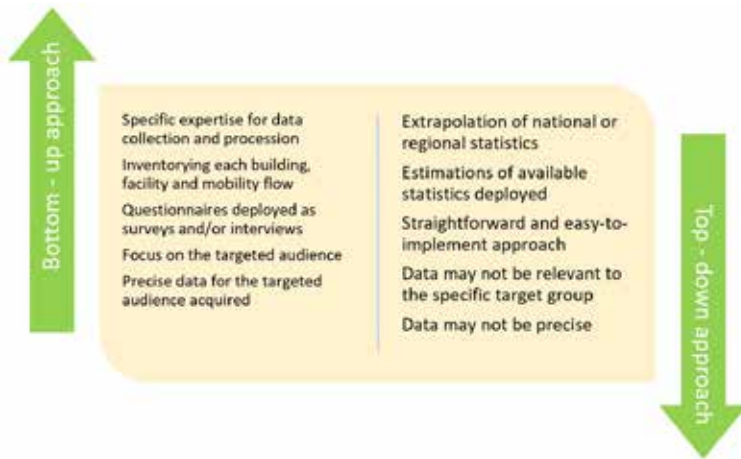 Bottom - up approach
Specific expertise for data
collection and procession
Inventorying each building,
facility and mobility flow
Questionnaires deployed as
surveys and/or interviews
Focus on the targeted audience
Precise data for the targeted
audience acquired
Extrapolation of national or
regional statistics
Estimations of available
statistics deployed
Straightforward and easy-to-
implement approach
Data may not be relevant to
the specific target group
Data may not be precise
Top - down approach